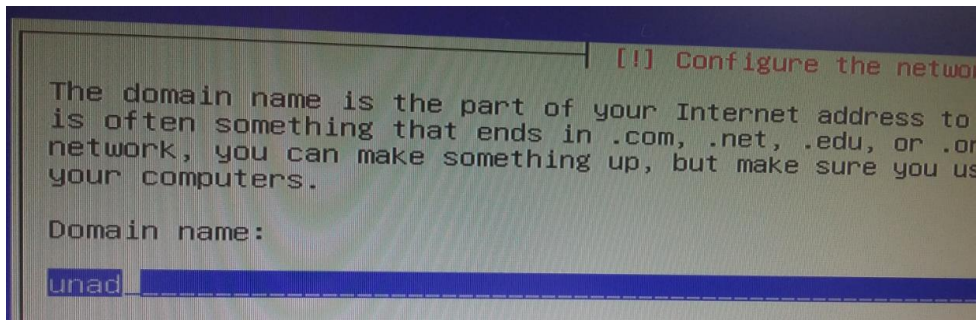 [!] Configure the networ
The domain name is the part of your Internet address to
is often something that ends in .com, .net, .edu, or .or
network, you can make something up, but make sure you us
your computers.
Domain name:
unad